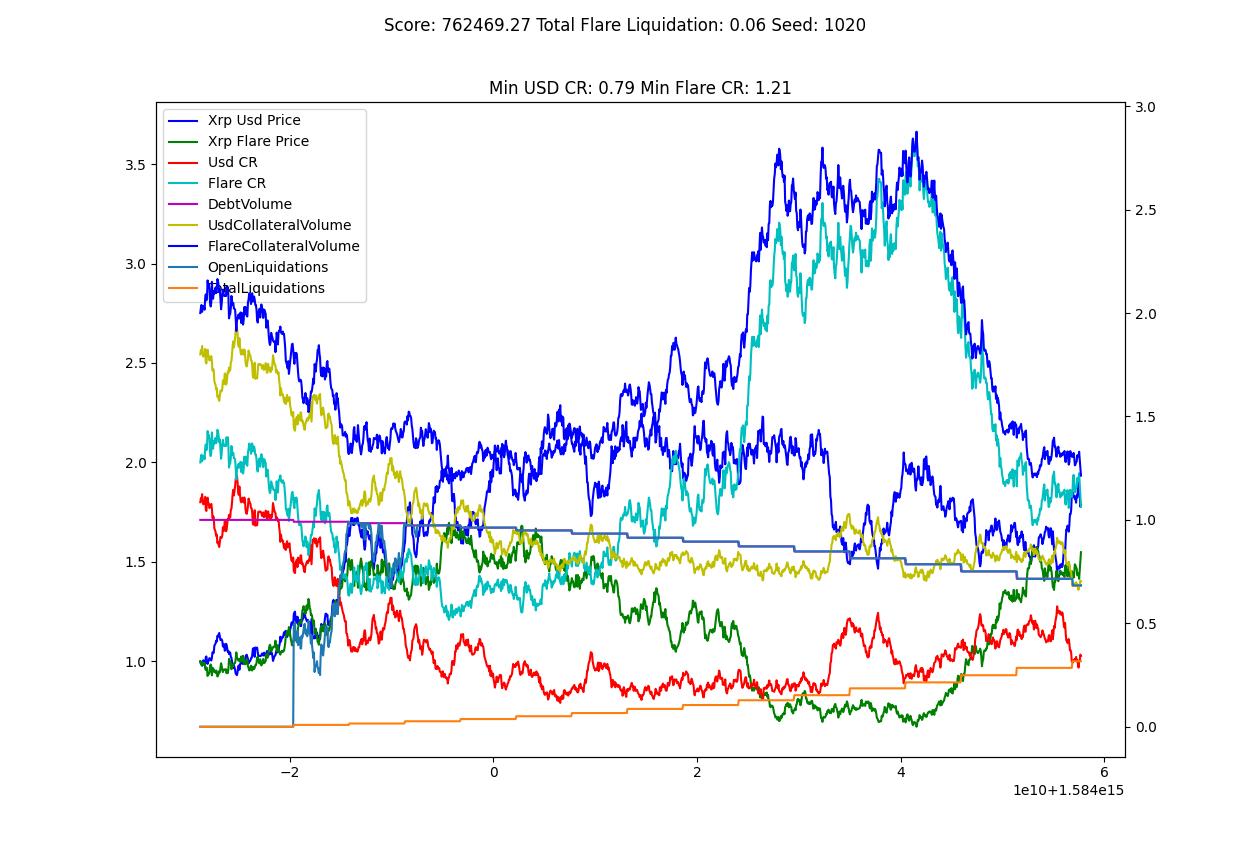 Score: 762469.27 Total Flare Liquidation: 0.06 Seed: 1020
Min USD CR: 0.79 Min Flare CR: 1.21
Xrp Usd Price
Xrp Flare Price
Usd CR
Flare CR
DebtVolume
UsdCollateralVolume
FlareCollateralVolume
OpenLiquidations
TotalLiquidations
3.5
3.0
2.5
2.0
1.5
1.0
3.0
2.5
2.0
1.5
1.0
0.5
0.0
−2
0
2
4
6
1e10+1.584e15